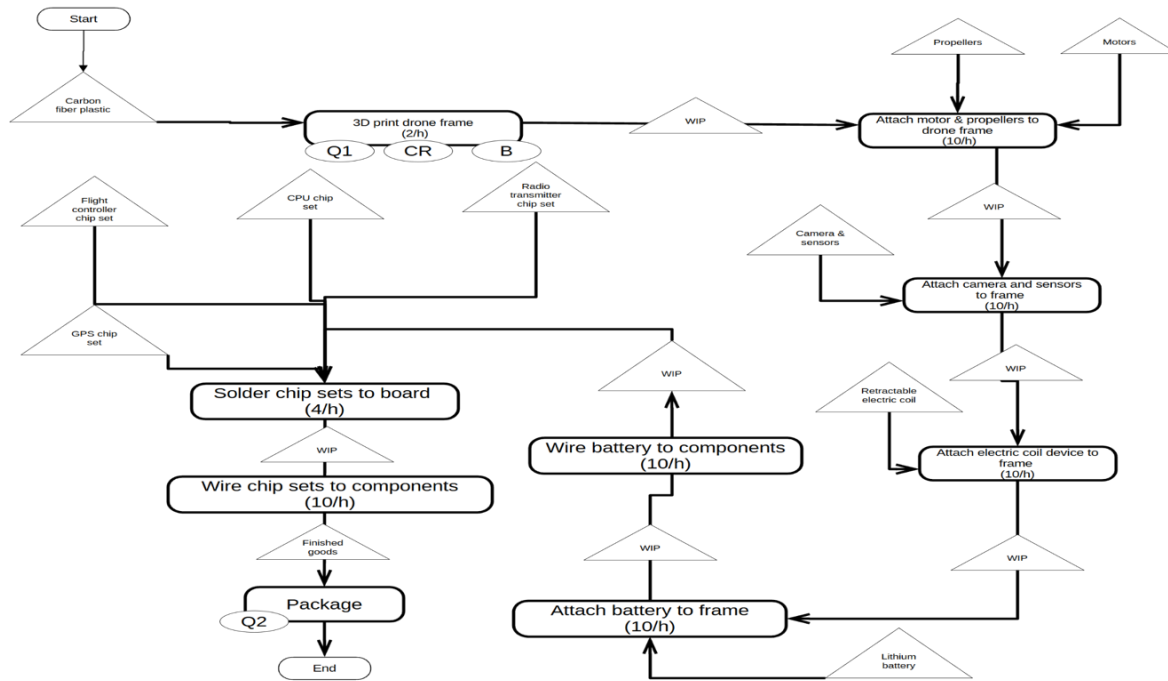 Start
Carbon
fiber plastic
3D print drone frame
(2/h)
Q1
CR
B
WIP
Propellers
Motors
Attach motor & propellers to
drone frame
(10/h)
WIP
Camera &
sensors
Attach camera and sensors
to frame
(10/h)
WIP
Retractable
electric coil
Attach electric coil device to
frame
(10/h)
WIP
Lithium
battery
Attach battery to frame
(10/h)
WIP
Wire battery to components
(10/h)
WIP
Flight
controller
chip set
CPU chip
set
Radio
transmitter
chip set
GPS chip
set
Solder chip sets to board
(4/h)
WIP
Wire chip sets to components
(10/h)
Finished
goods
Package
Q2
End